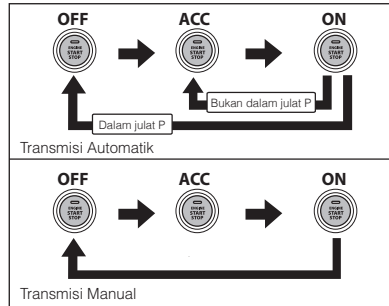 OFF ACC ON
ENGINE START STOP
ENGINE START STOP
ENGINE START STOP
Bukan dalam julat P
Dalam julat P
Transmisi Automatik
OFF ACC ON
ENGINE START STOP
ENGINE START STOP
ENGINE START STOP
Transmisi Manual